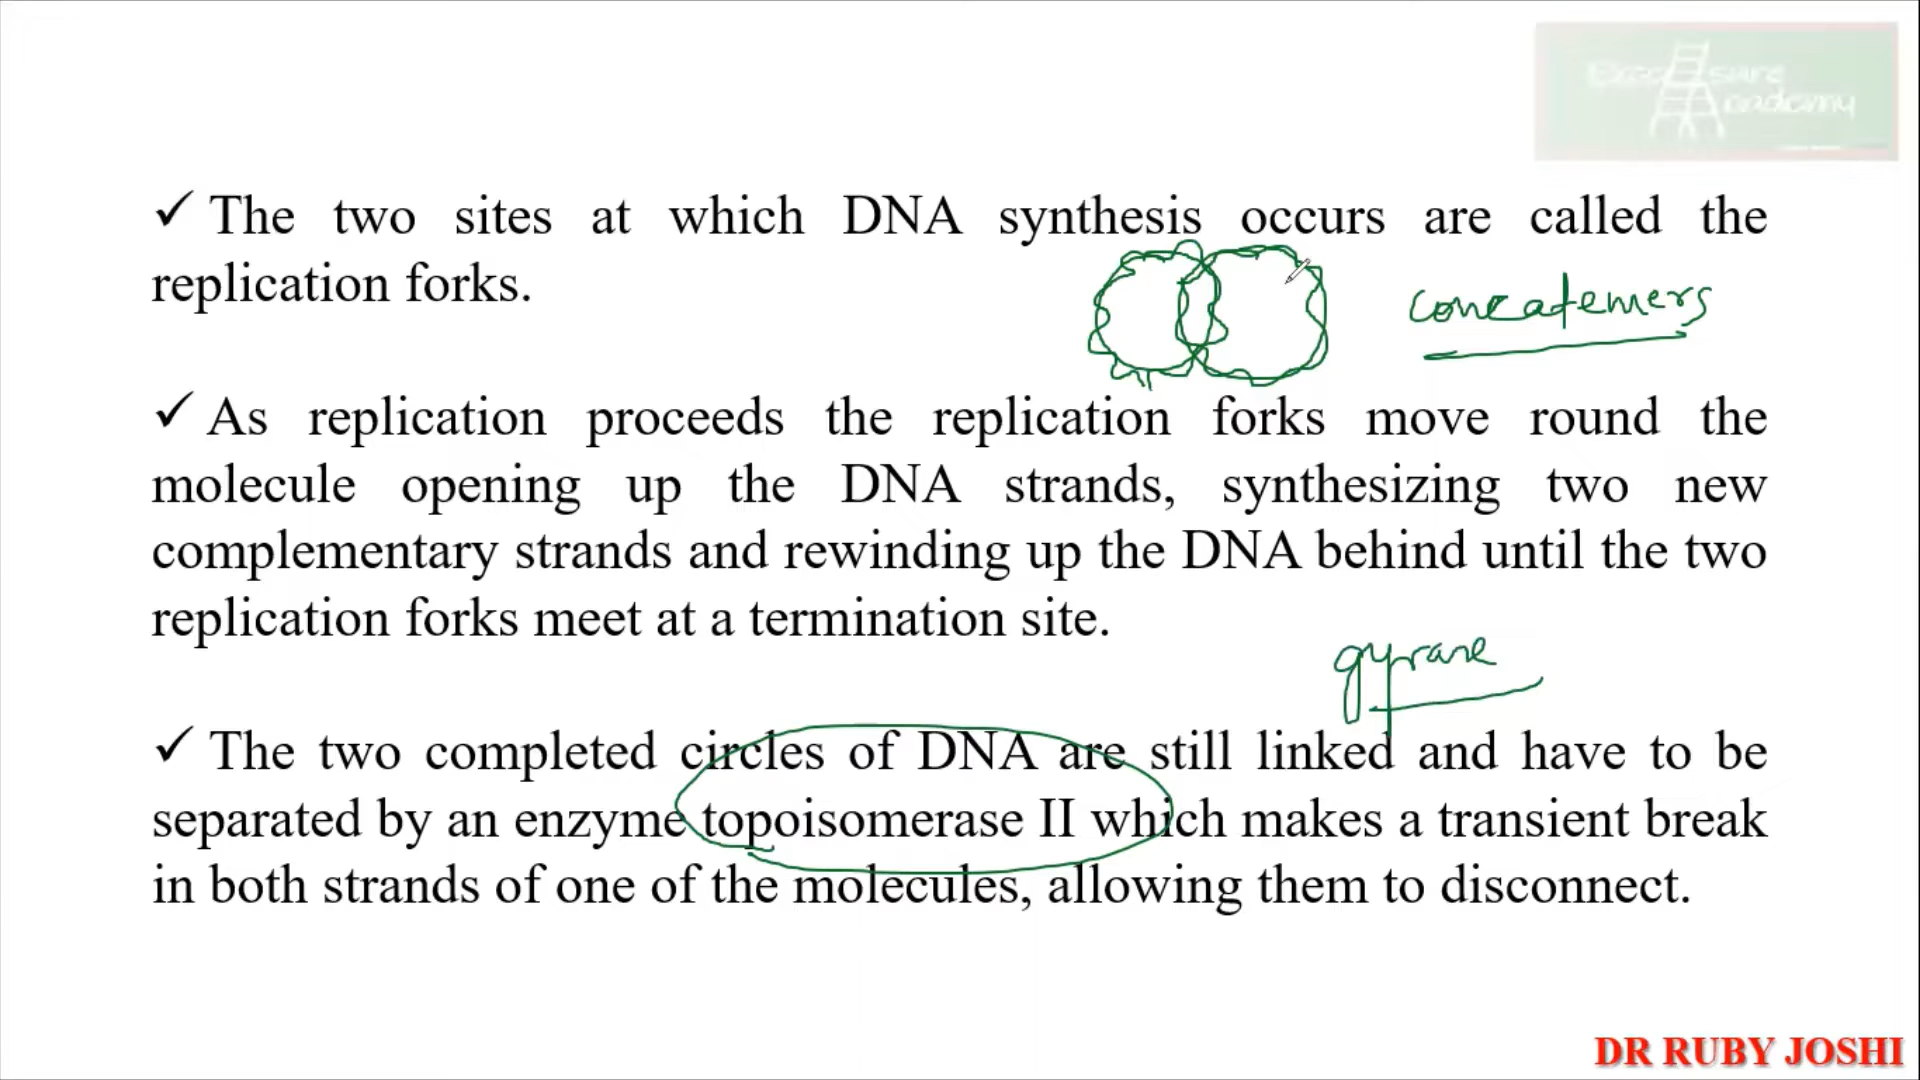 sure
academy
✓ The two sites at which DNA synthesis occurs are called the
replication forks.
concatemers
✓ As replication proceeds the replication forks move round the
molecule opening up the DNA strands, synthesizing two new
complementary strands and rewinding up the DNA behind until the two
replication forks meet at a termination site.
gyrase
✓ The two completed circles of DNA are still linked and have to be
separated by an enzyme topoisomerase II which makes a transient break
in both strands of one of the molecules, allowing them to disconnect.
DR RUBY JOSHI